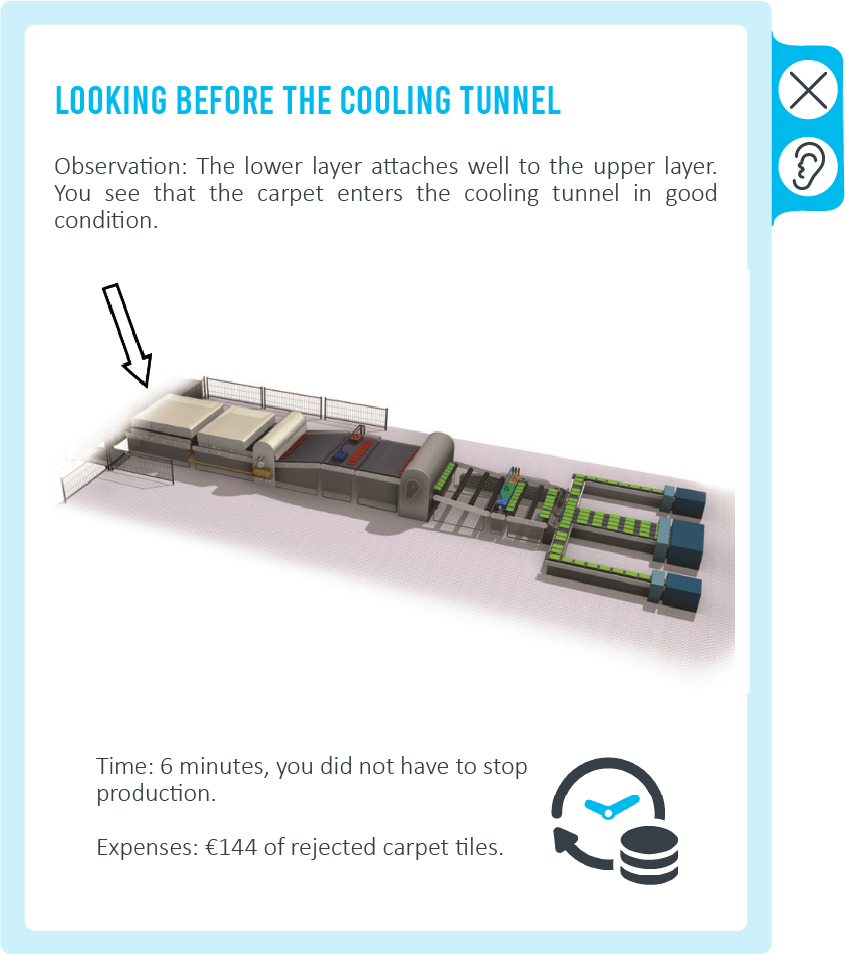 LOOKING BEFORE THE COOLING TUNNEL
Observation: The lower layer attaches well to the upper layer.
You see that the carpet enters the cooling tunnel in good
condition.
Time: 6 minutes, you did not have to stop
production.
Expenses: €144 of rejected carpet tiles.